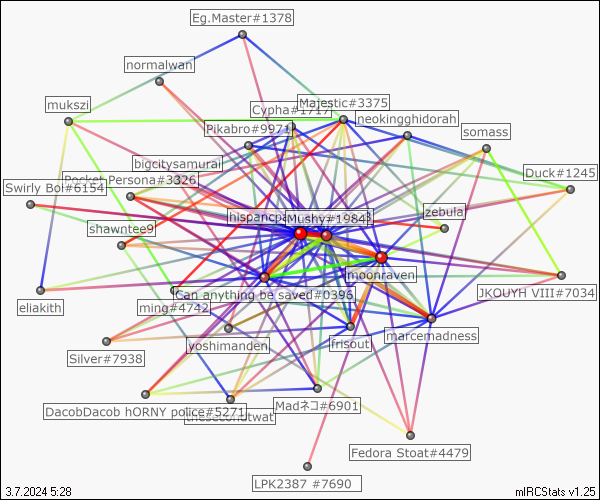 Eg.Master#1378
normalwan
mukszi
Cypha#1717
Majestic#3375
neokingghidorah
Pikabro#9971
somass
bigcitysamurai
Duck#1245
Pocket Persona#3326
Swirly Boi#6154
zebula
hispancp
Mushy#1984
shawntee9
moonraven
JKOUYH VIII#7034
Can anything be saved#0396
eliakith
ming#4742
marcemadness
yoshimanden
frisout
Silver#7938
Madネコ#6901
DacobDacob hORNY police#5271
thesecondtwat
Fedora Stoat#4479
LPK2387 #7690
3.7.2024 5:28
mIRCStats v1.25